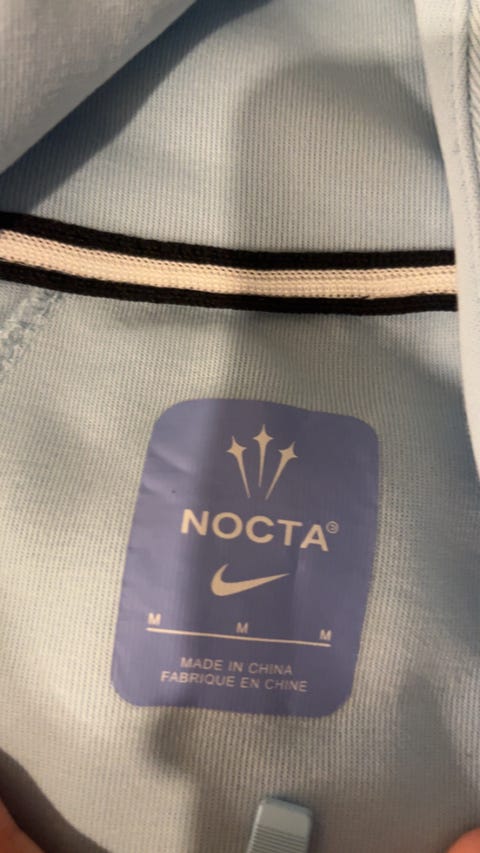 NOCTA
M M M
MADE IN CHINA
FABRIQUE EN CHINE